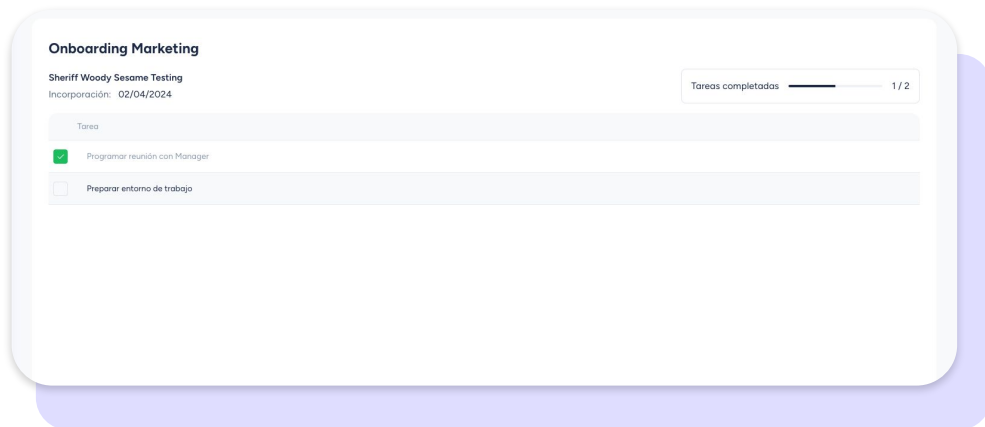 Onboarding Marketing
Sheriff Woody Sesame Testing
Incorporación: 02/04/2024
Tareas completadas 1 / 2
Tarea
Programar reunión con Manager
Preparar entorno de trabajo